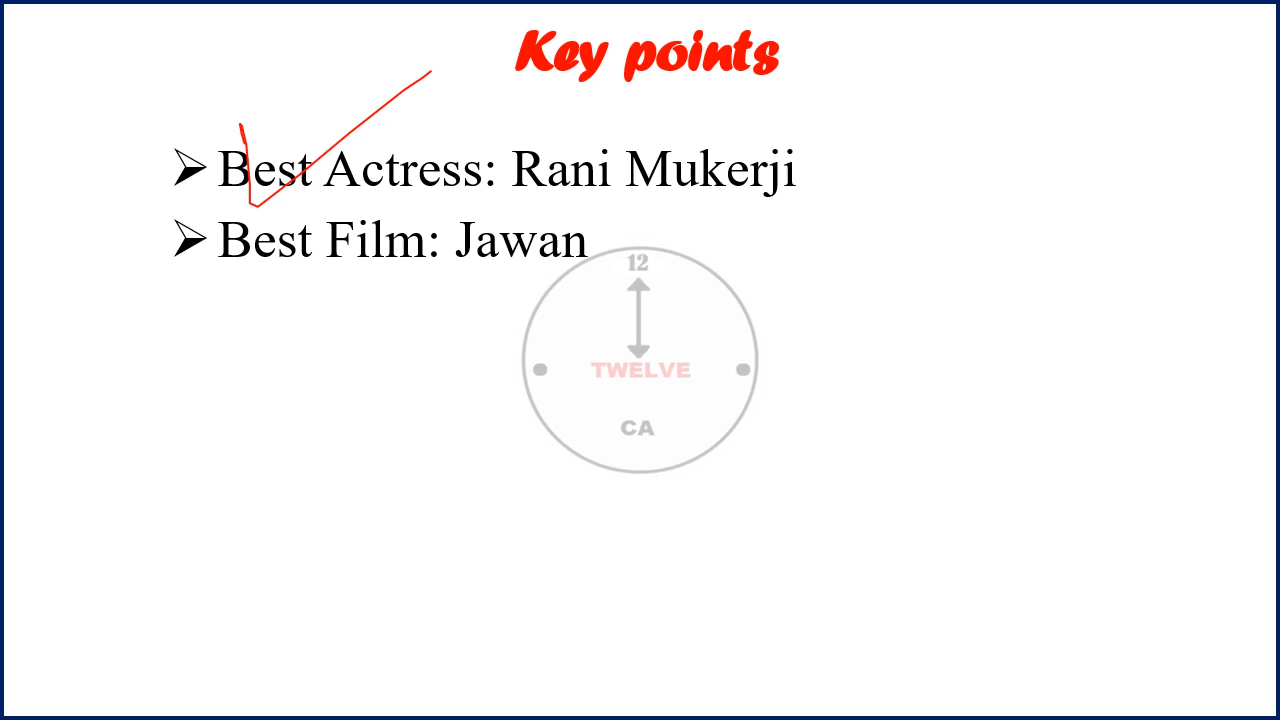 Key points
➢ Best Actress: Rani Mukerji
➢ Best Film: Jawan
12
TWELVE
CA